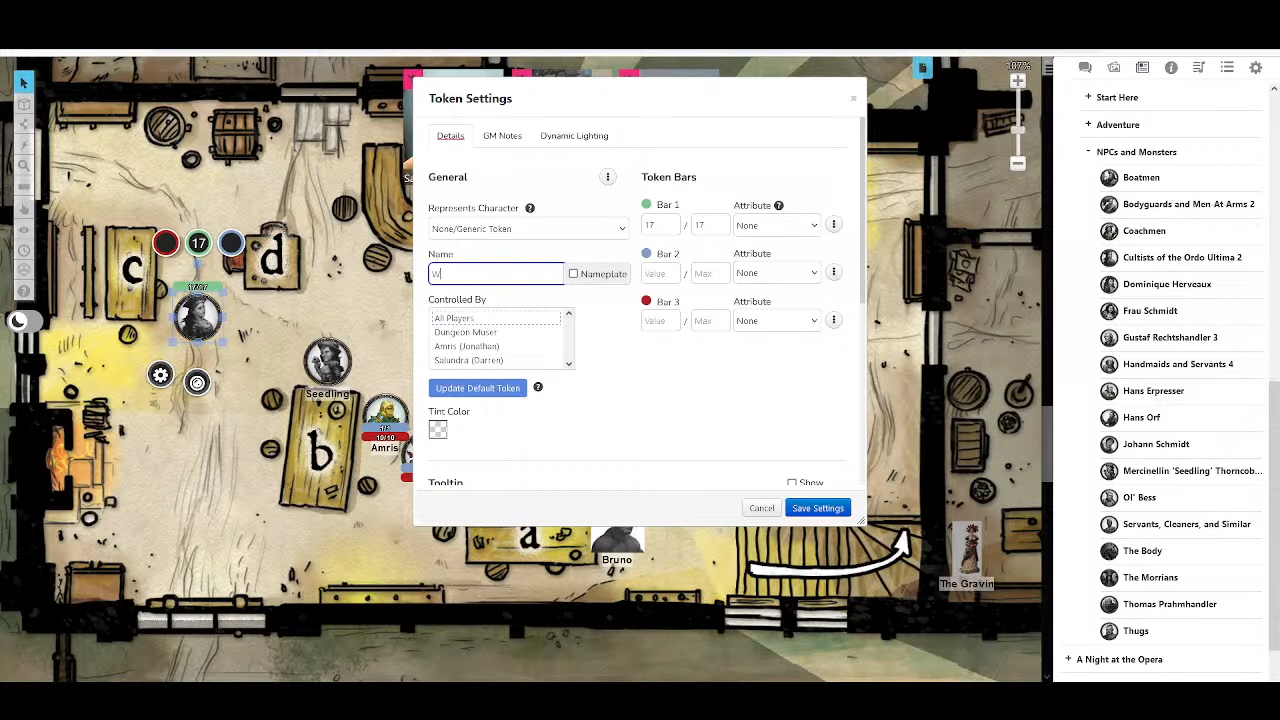 107%
Token Settings
Details
GM Notes
Dynamic Lighting
General
Represents Character
None/Generic Token
Name
W
Nameplate
Controlled By
All Players
Dungeon Muser
Amris (Jonathan)
Salundra (Darren)
Update Default Token
Tint Color
Tooltip
Show
Token Bars
Bar 1
Attribute
17 / 17
None
Bar 2
Attribute
Value / Max
None
Bar 3
Attribute
Value / Max
None
Cancel
Save Settings
c
d
17
17/17
Seedling
b
10/10
Amris
a
Bruno
The Gravin
+ Start Here
+ Adventure
- NPCs and Monsters
Boatmen
Bodyguards and Men-At Arms 2
Coachmen
Cultists of the Ordo Ultima 2
Dominique Herveaux
Frau Schmidt
Gustaf Rechtshandler 3
Handmaids and Servants 4
Hans Erpresser
Hans Orf
Johann Schmidt
Mercinellin 'Seedling' Thorncob...
Ol' Bess
Servants, Cleaners, and Similar
The Body
The Morrians
Thomas Prahmhandler
Thugs
+ A Night at the Opera